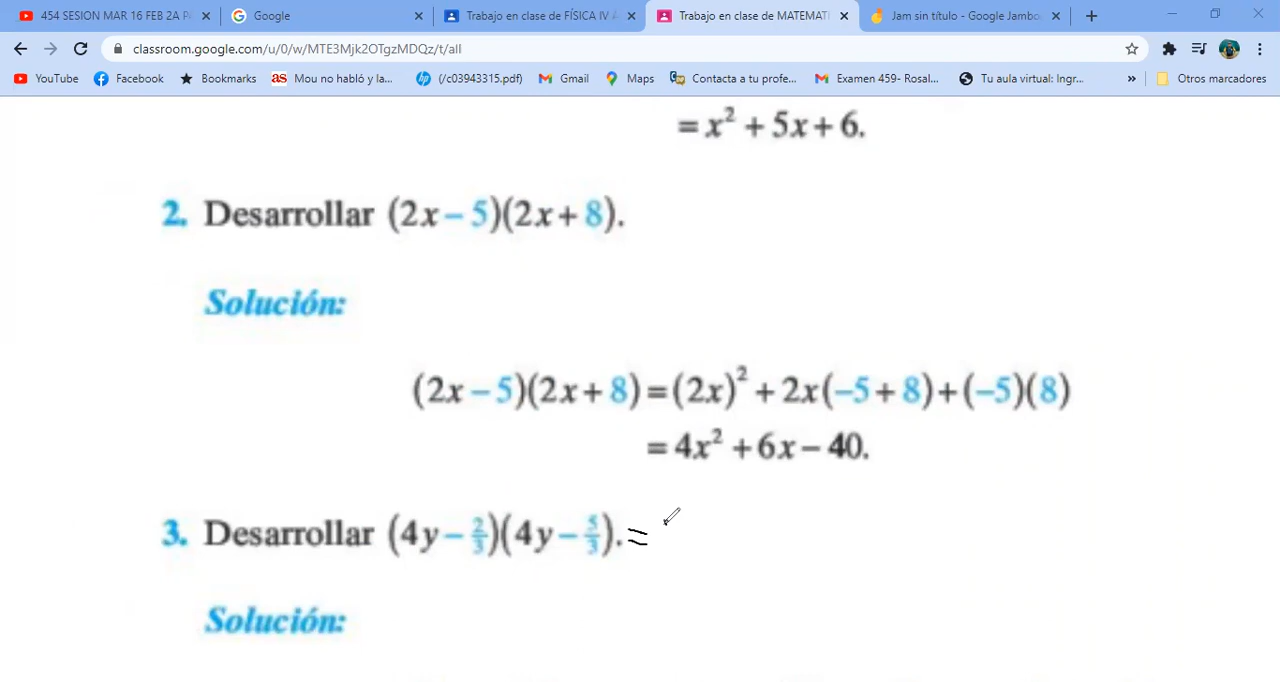 454 SESION MAR 16 FEB 2A P
Google
Trabajo en clase de FÍSICA IV
Trabajo en clase de MATEMAT
Jam sin título - Google Jambo
classroom.google.com/u/0/w/MTE3Mjk2OTgzMDQz/t/all
YouTube
Facebook
Bookmarks
Mou no habló y la...
(/c03943315.pdf)
Gmail
Maps
Contacta a tu profe...
Examen 459- Rosal...
Tu aula virtual: Ingr...
»
Otros marcadores
= x² + 5x + 6.
2. Desarrollar (2x – 5)(2x + 8).
Solución:
(2x – 5)(2x + 8) = (2x)² + 2x(–5 + 8) + (–5)(8)
= 4x² + 6x – 40.
3. Desarrollar (4y – 2/3)(4y – 5/3). =
Solución: